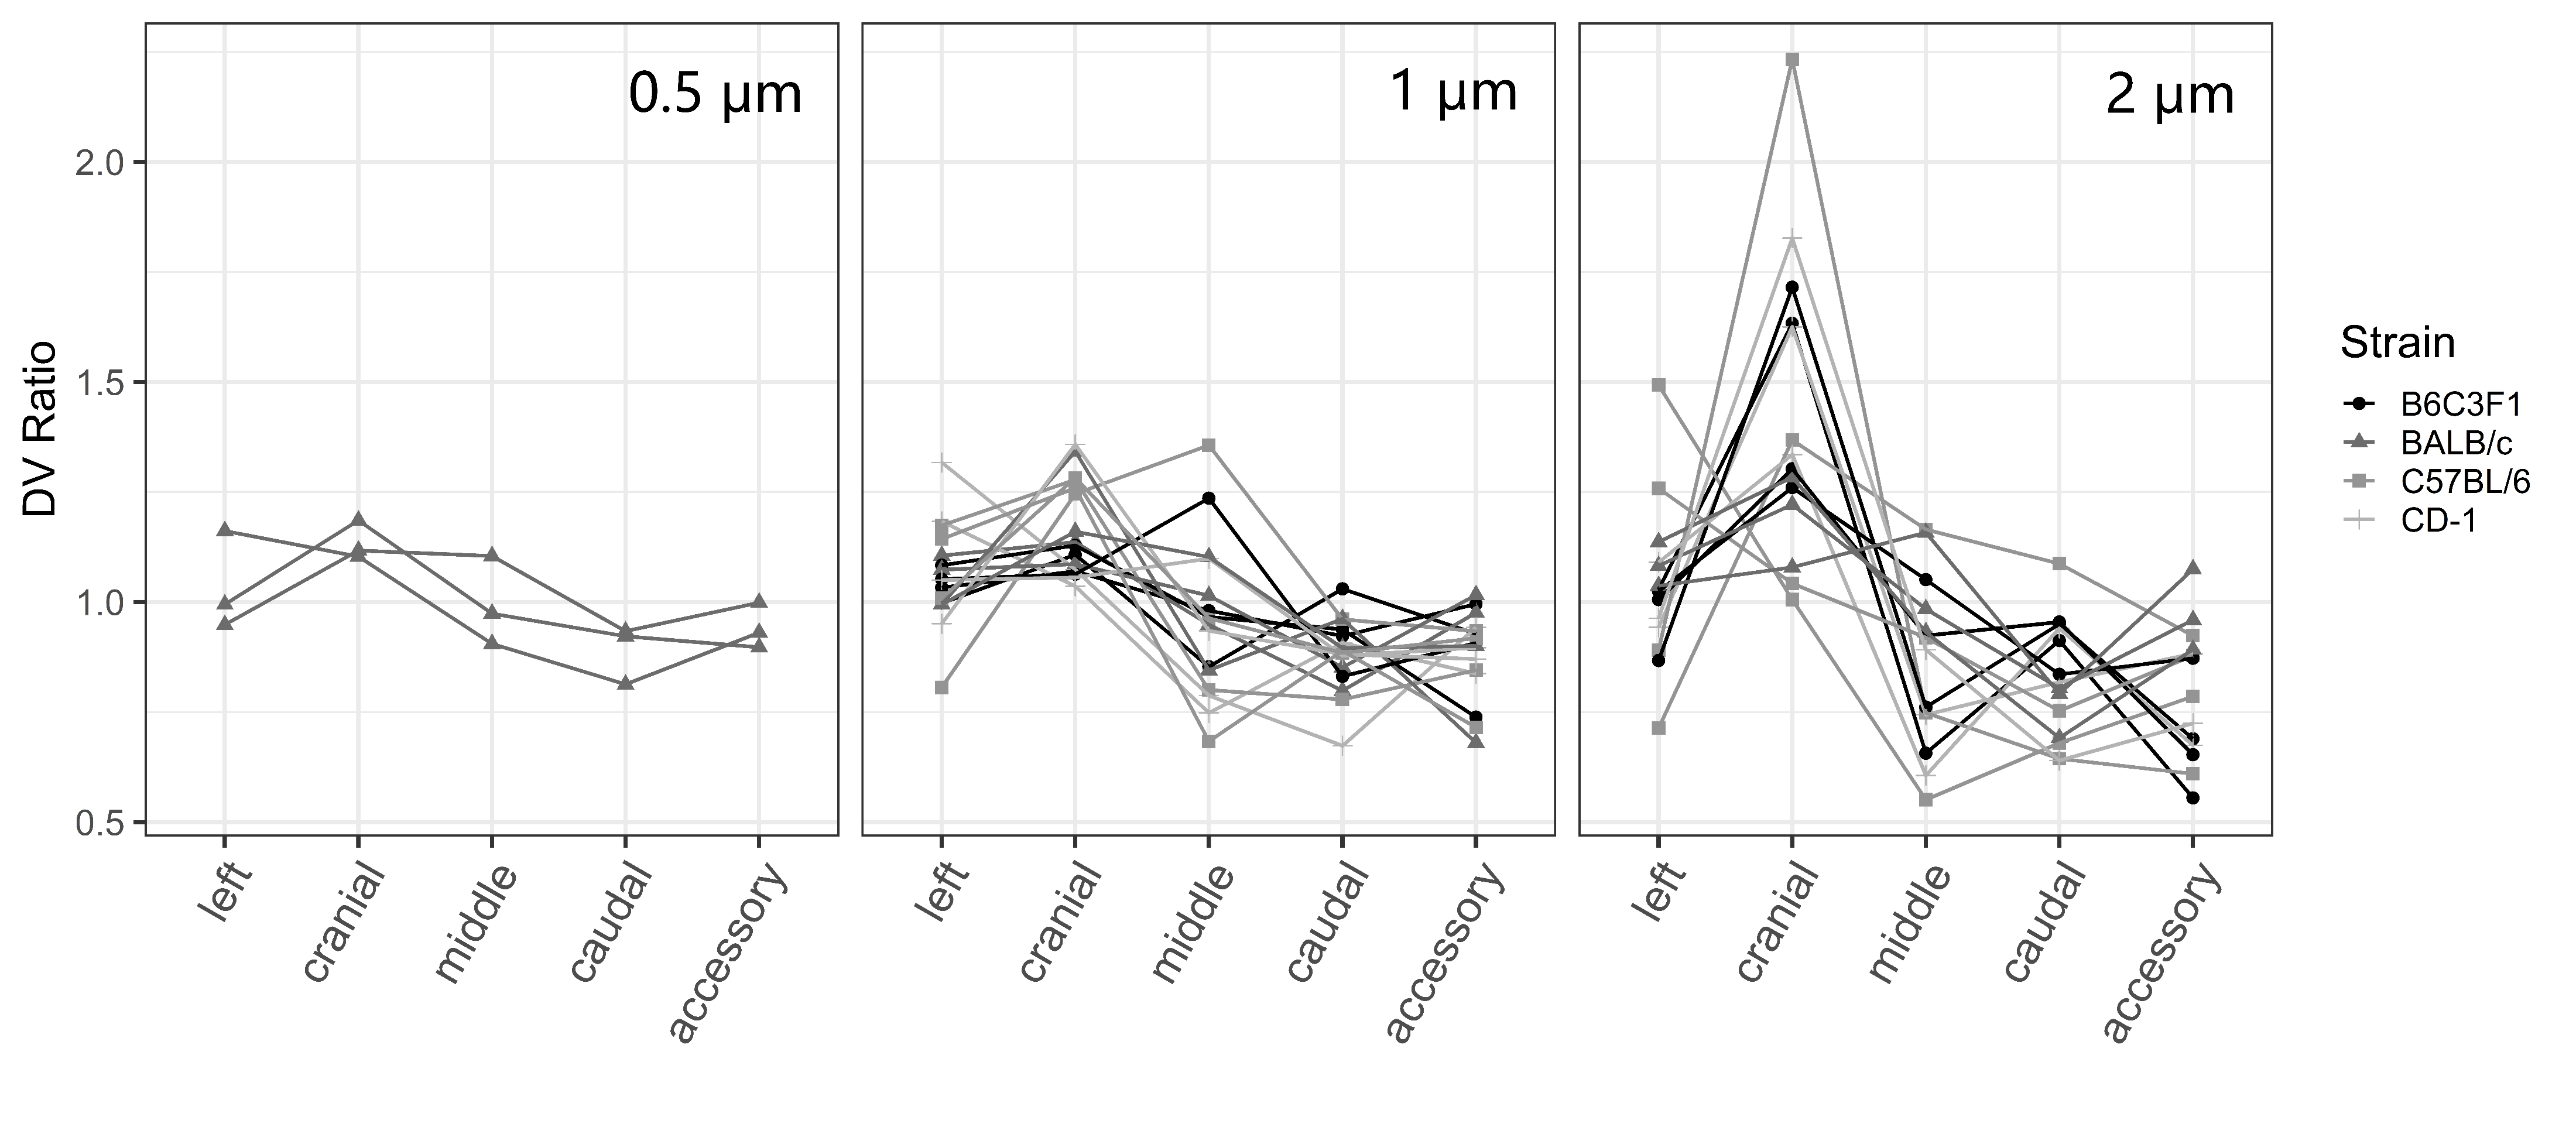 0.5 μm
1 μm
2 μm
DV Ratio
2.0
1.5
1.0
0.5
left
cranial
middle
caudal
accessory
left
cranial
middle
caudal
accessory
left
cranial
middle
caudal
accessory
Strain
B6C3F1
BALB/c
C57BL/6
CD-1